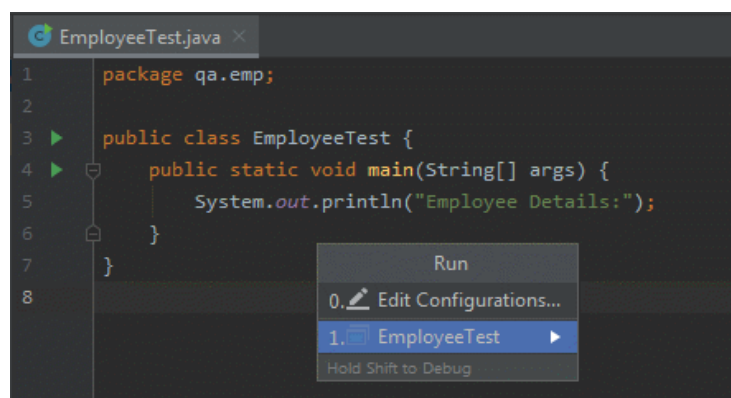 EmployeeTest.java
1 package qa.emp;
2
3 public class EmployeeTest {
4 public static void main(String[] args) {
5 System.out.println("Employee Details:");
6 }
7 }
8
Run
0. Edit Configurations...
1. EmployeeTest
Hold Shift to Debug